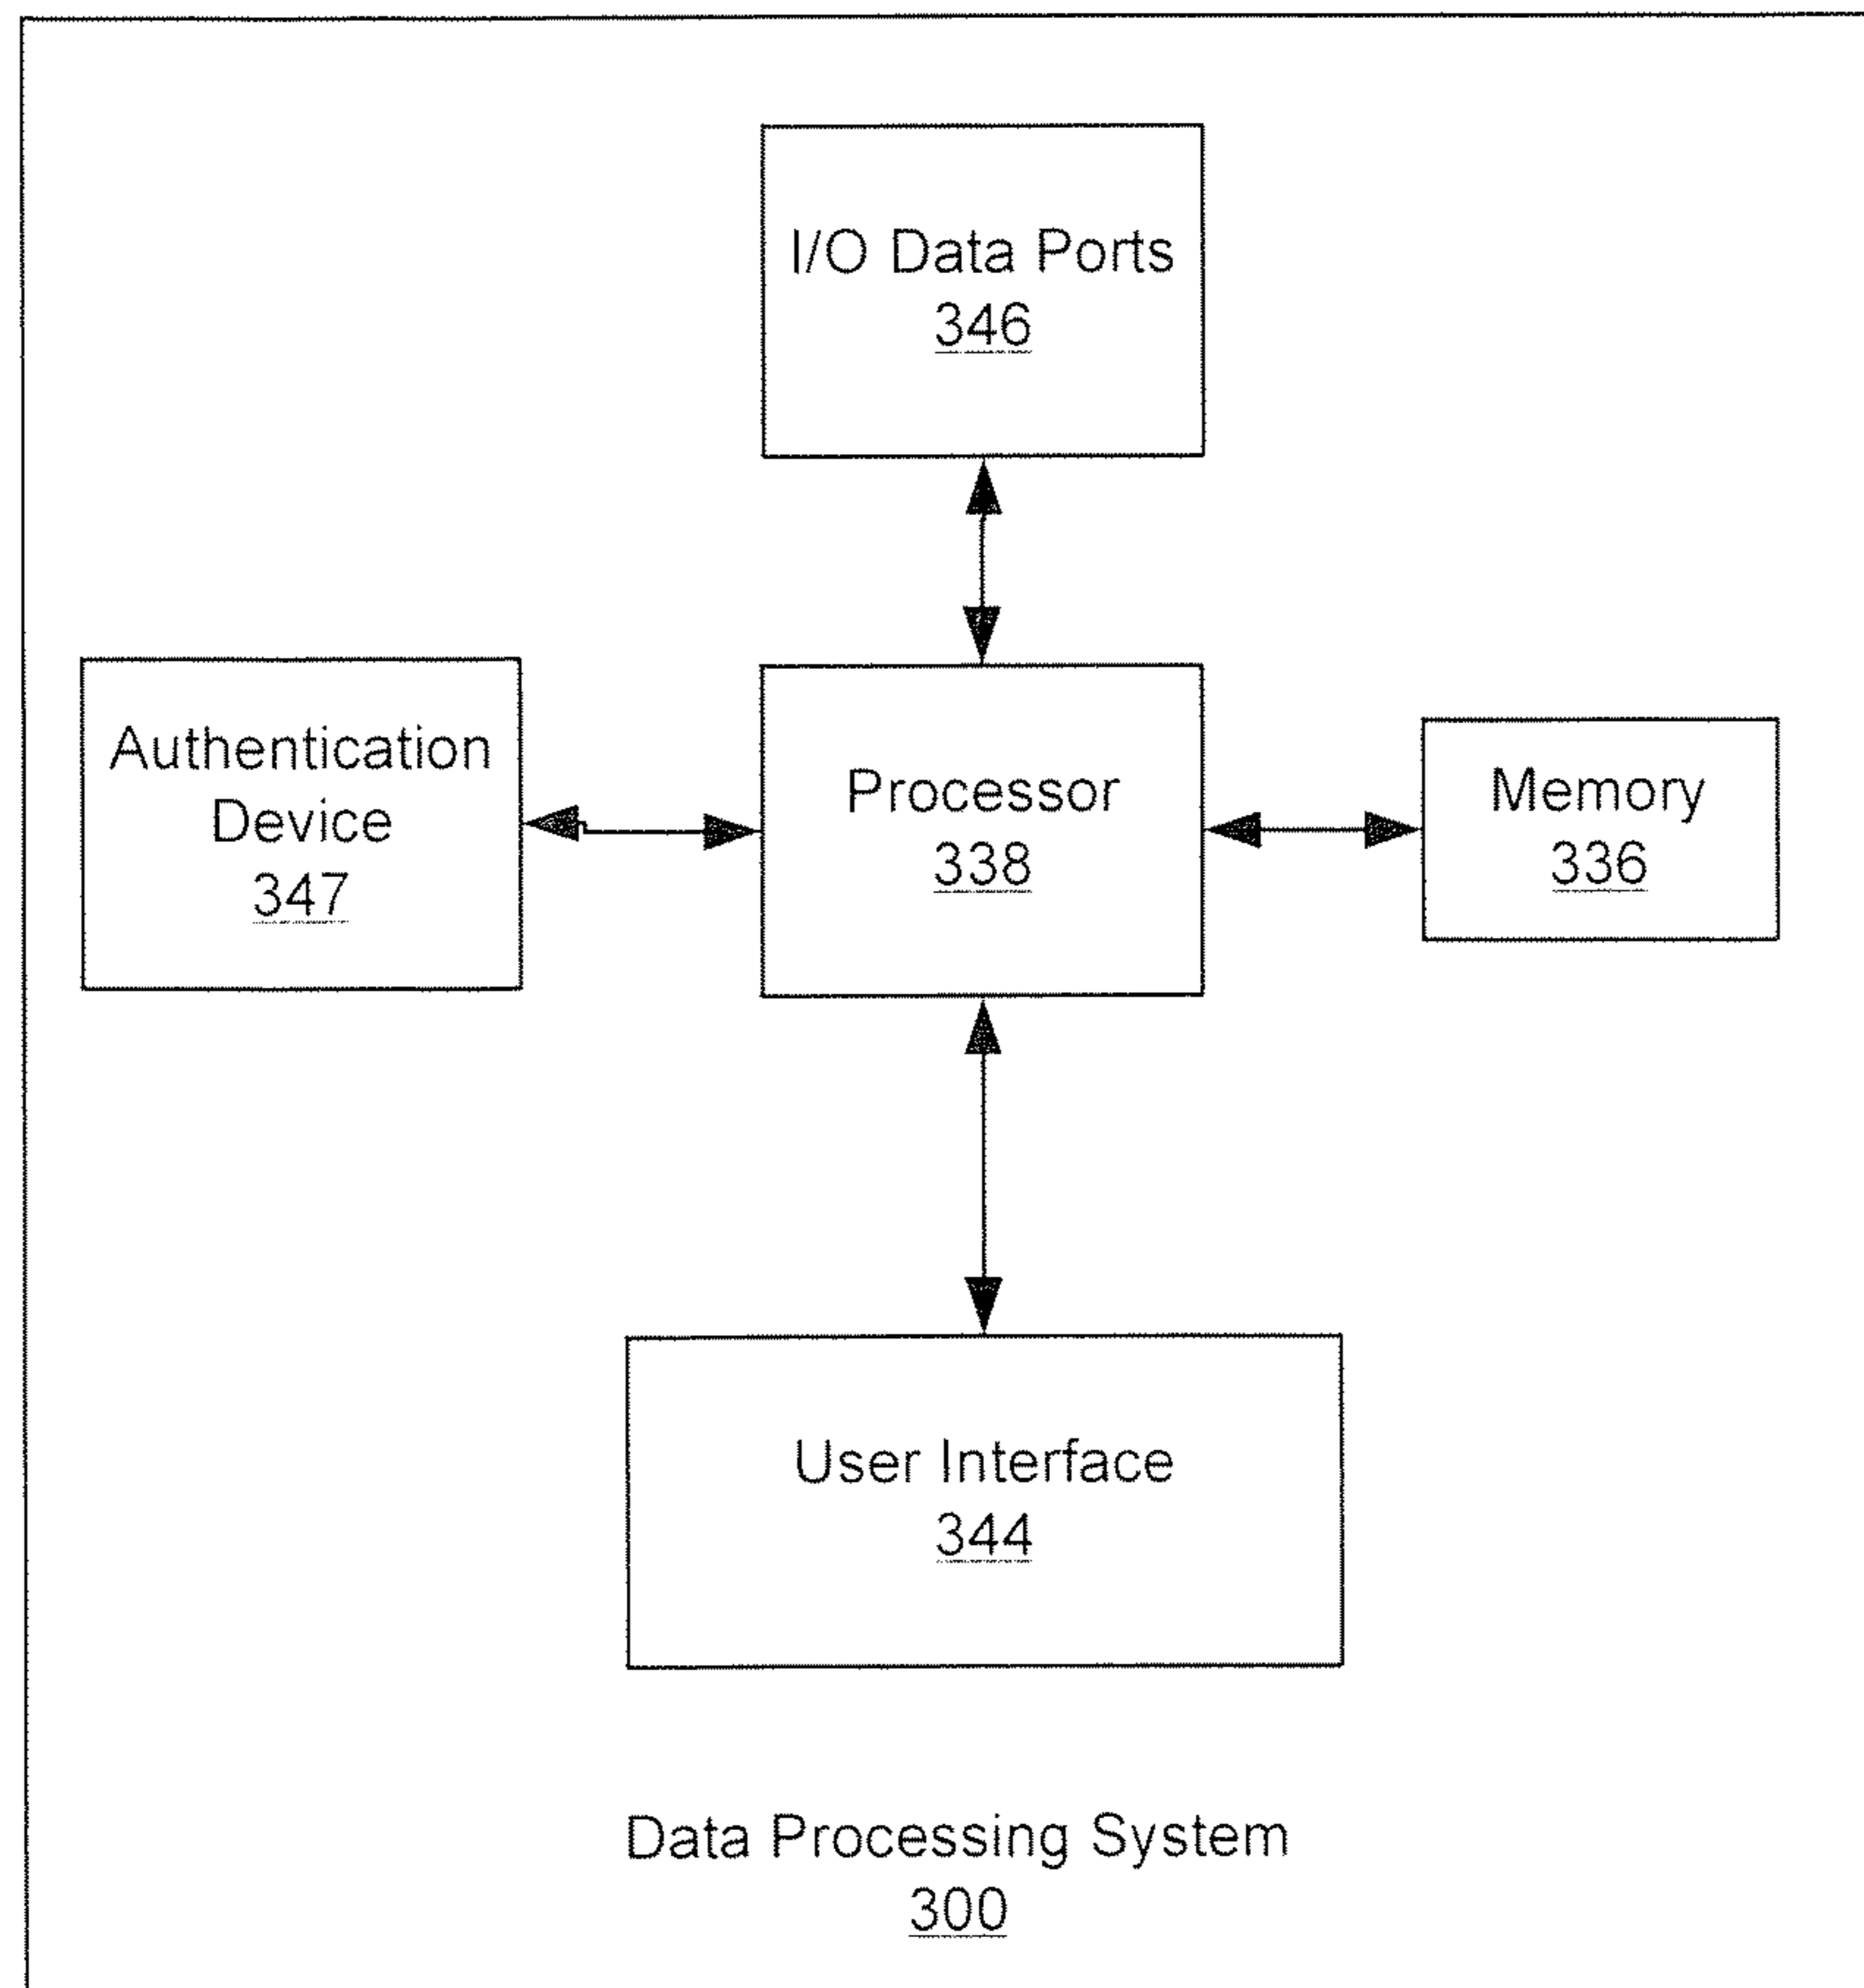 I/O Data Ports
346
Authentication
Device
347
Processor
338
Memory
336
User Interface
344
Data Processing System
300